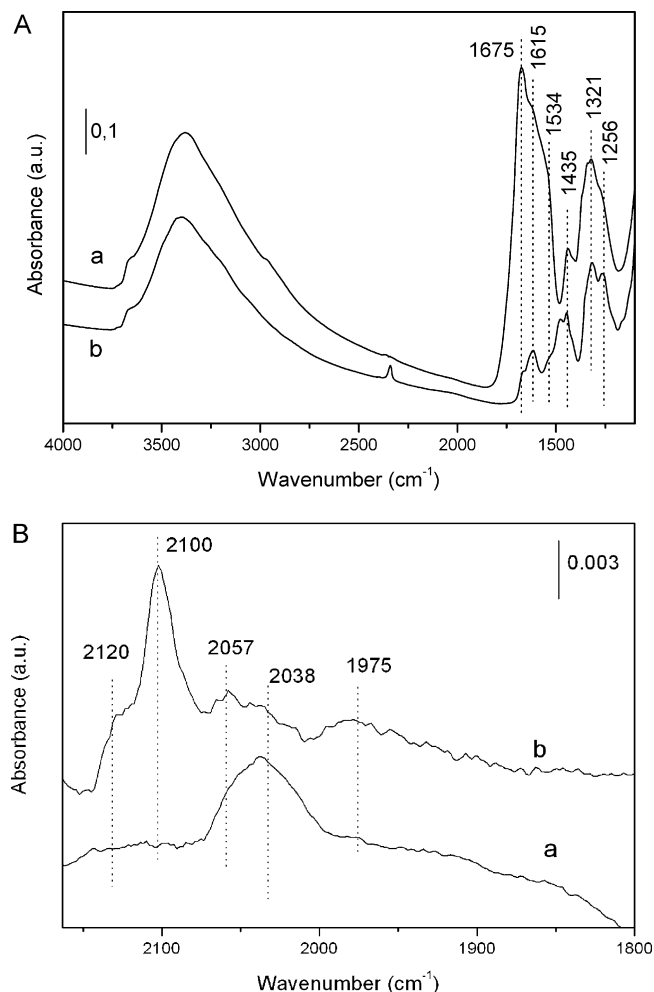 A
1675
1615
1534
1435
1321
1256
0,1
a
b
Absorbance (a.u.)
4000 3500 3000 2500 2000 1500
Wavenumber (cm⁻¹)
B
2100
0.003
2120
2057
2038
1975
b
a
Absorbance (a.u.)
2100 2000 1900 1800
Wavenumber (cm⁻¹)